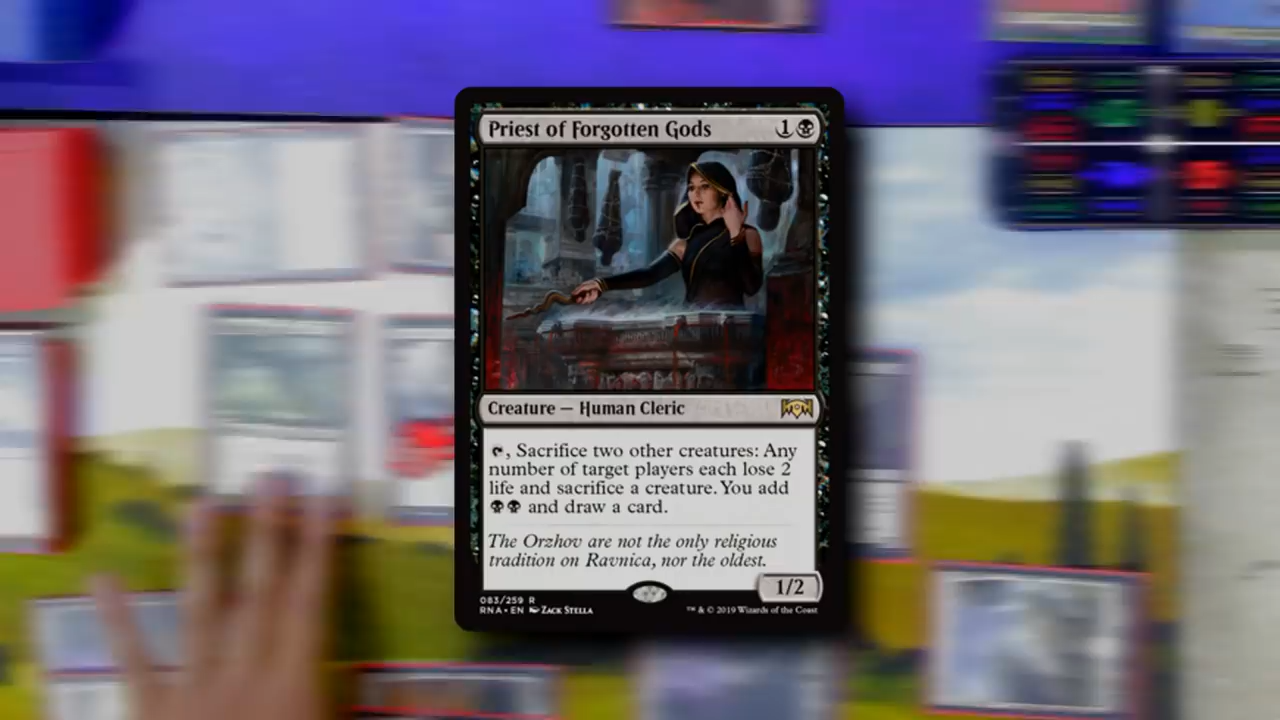 Priest of Forgotten Gods 1
Creature — Human Cleric
, Sacrifice two other creatures: Any
number of target players each lose 2
life and sacrifice a creature. You add
and draw a card.
The Orzhov are not the only religious
tradition on Ravnica, nor the oldest.
1/2
083/259 R
RNA • EN ZACK STELLA
™ & © 2019 Wizards of the Coast